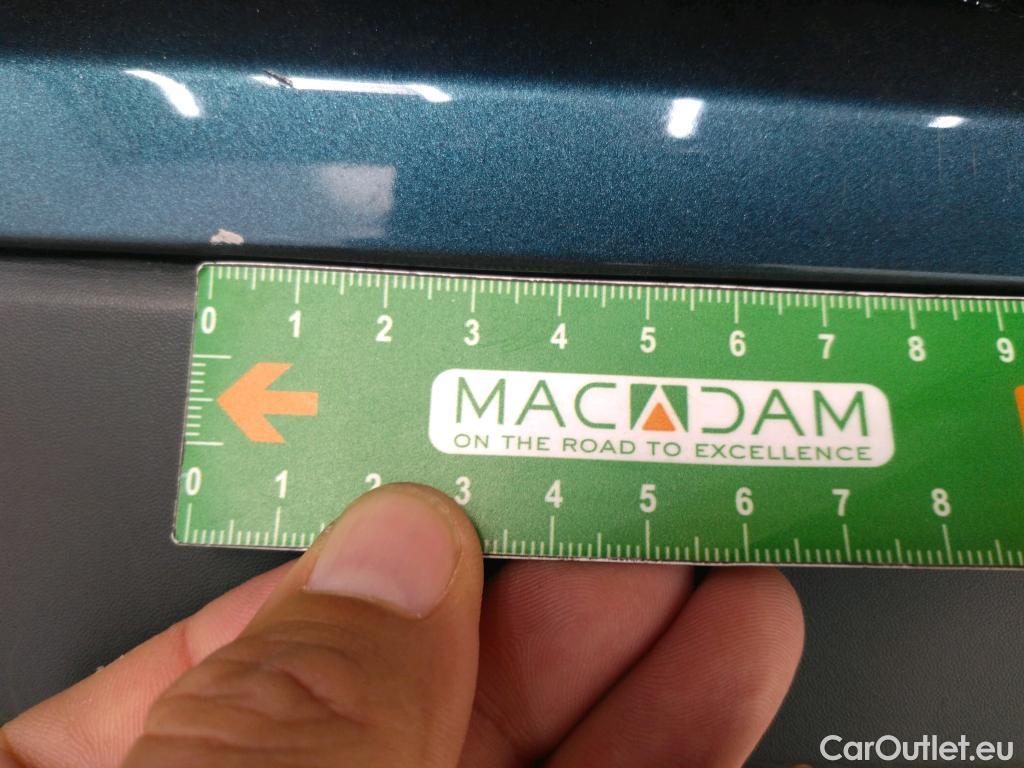 0 1 2 3 4 5 6 7 8 9
MACADAM
ON THE ROAD TO EXCELLENCE
0 1 2 3 4 5 6 7 8
CarOutlet.eu